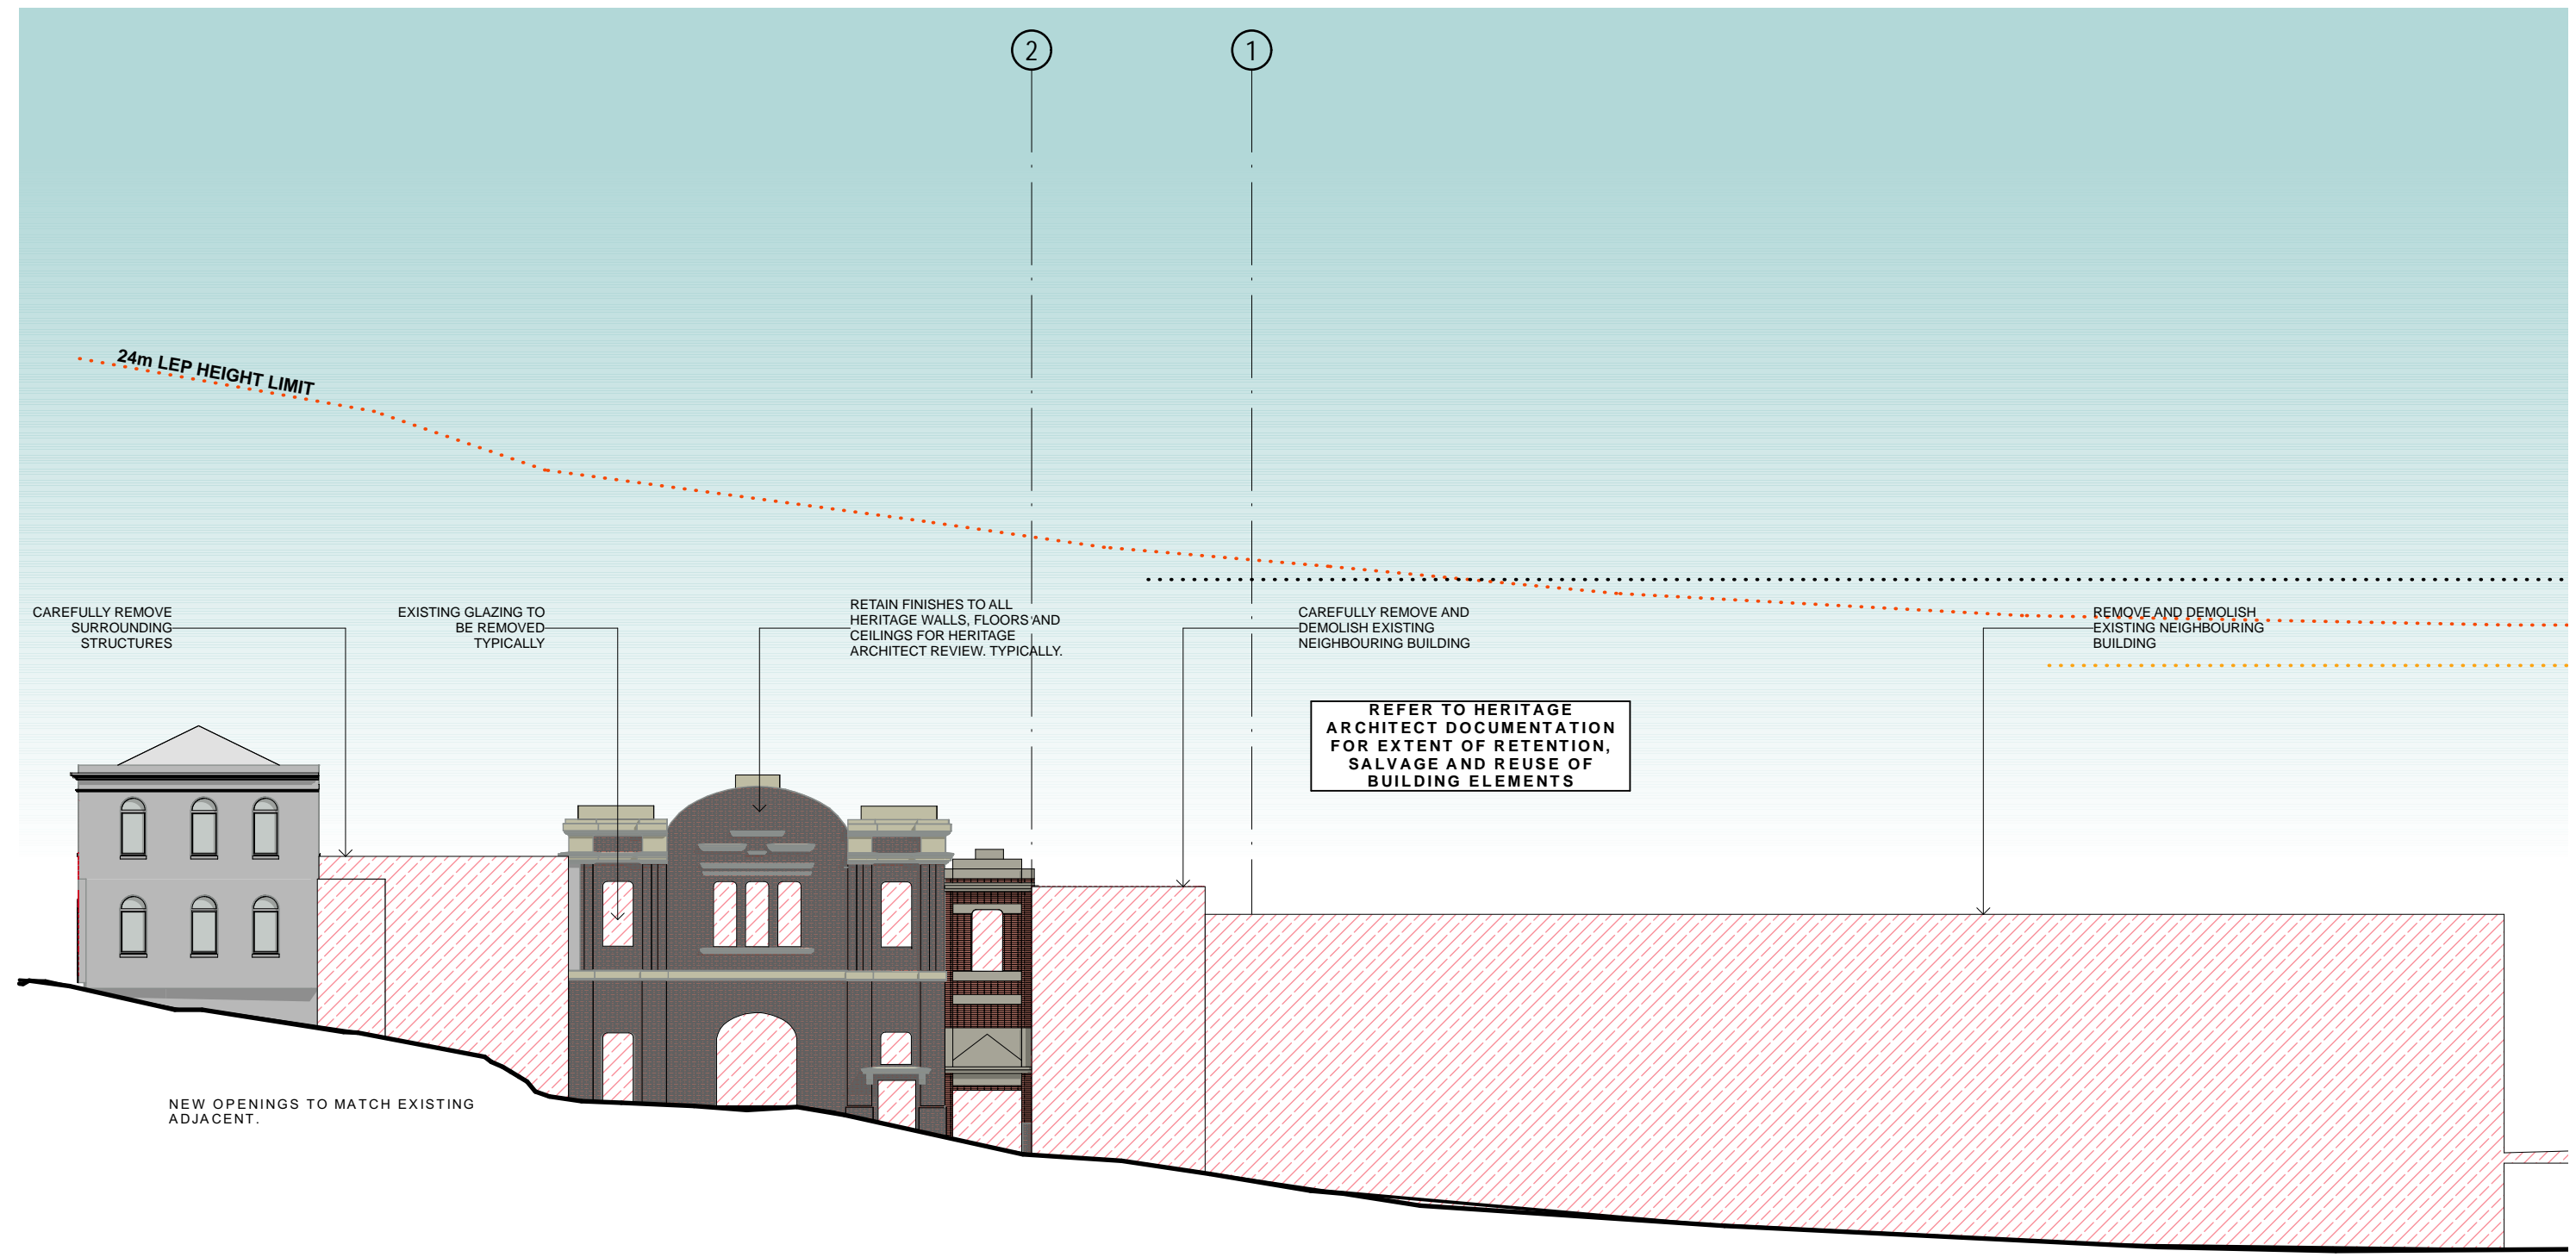 2
1
24m LEP HEIGHT LIMIT
CAREFULLY REMOVE
SURROUNDING
STRUCTURES
EXISTING GLAZING TO
BE REMOVED
TYPICALLY
RETAIN FINISHES TO ALL
HERITAGE WALLS, FLOORS AND
CEILINGS FOR HERITAGE
ARCHITECT REVIEW. TYPICALLY.
CAREFULLY REMOVE AND
DEMOLISH EXISTING
NEIGHBOURING BUILDING
REMOVE AND DEMOLISH
EXISTING NEIGHBOURING
BUILDING
REFER TO HERITAGE
ARCHITECT DOCUMENTATION
FOR EXTENT OF RETENTION,
SALVAGE AND REUSE OF
BUILDING ELEMENTS
NEW OPENINGS TO MATCH EXISTING
ADJACENT.